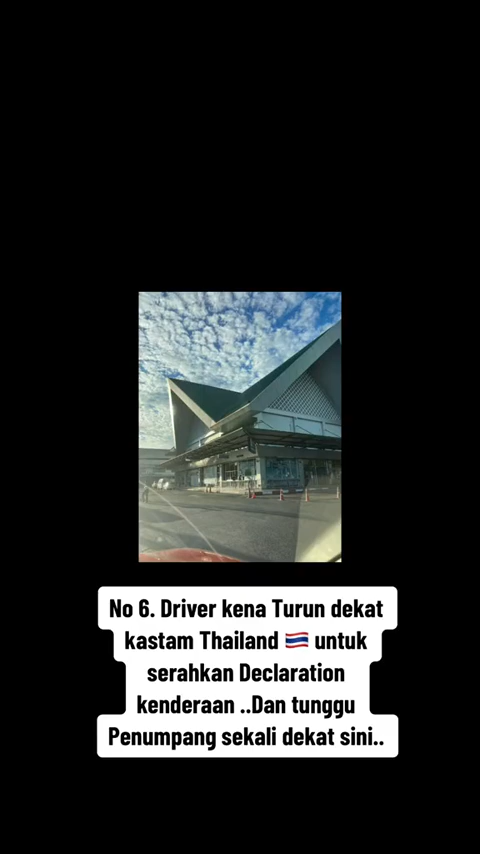 No 6. Driver kena Turun dekat
kastam Thailand 🇹🇭 untuk
serahkan Declaration
kenderaan ..Dan tunggu
Penumpang sekali dekat sini..